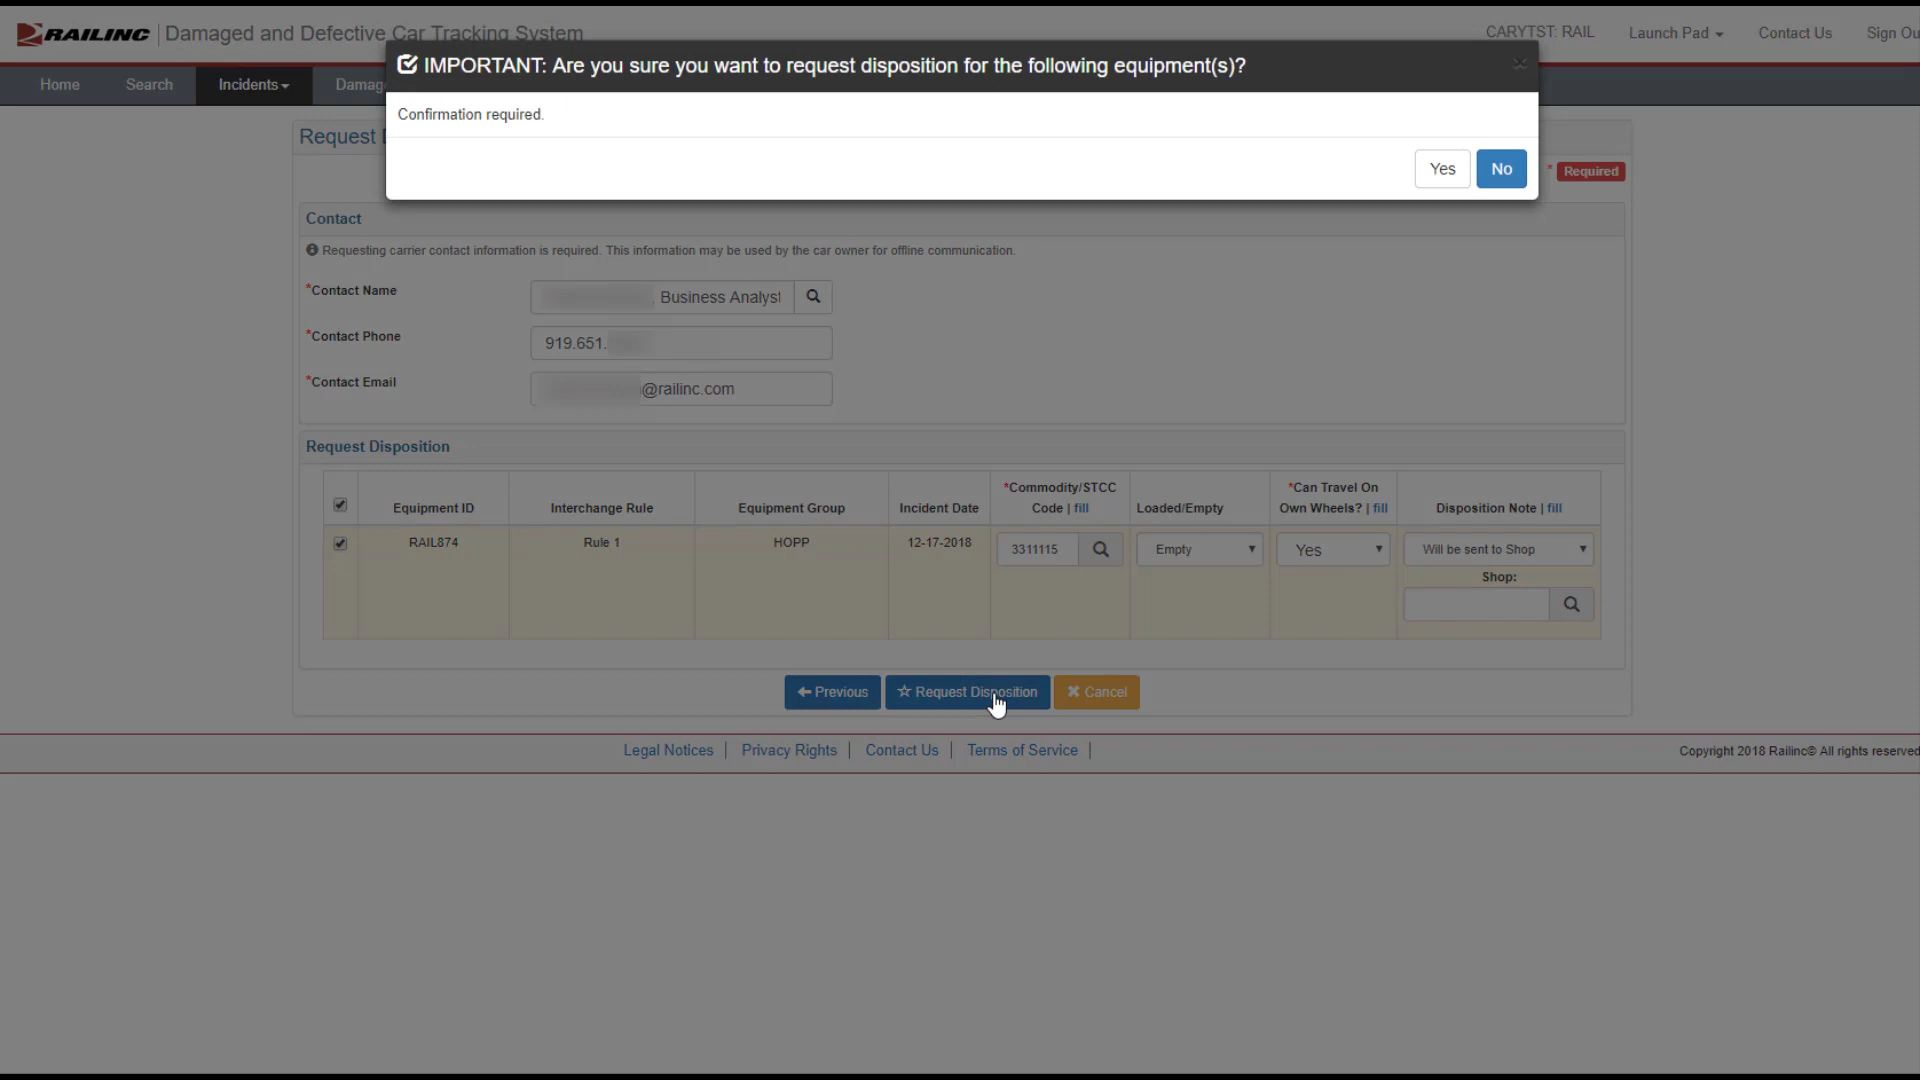 RAILINC Damaged and Defective Car Tracking System
CARYTST: RAIL Launch Pad Contact Us Sign Ou
Home Search Incidents Damag
IMPORTANT: Are you sure you want to request disposition for the following equipment(s)?
Confirmation required.
Yes No
Request D
* Required
Contact
Requesting carrier contact information is required. This information may be used by the car owner for offline communication.
*Contact Name
, Business Analyst
*Contact Phone
919.651.
*Contact Email
@railinc.com
Request Disposition
Equipment ID Interchange Rule Equipment Group Incident Date *Commodity/STCC Code | fill Loaded/Empty *Can Travel On Own Wheels? | fill Disposition Note | fill
RAIL874 Rule 1 HOPP 12-17-2018 3311115 Empty Yes Will be sent to Shop
Shop:
Previous Request Disposition Cancel
Legal Notices | Privacy Rights | Contact Us | Terms of Service |
Copyright 2018 Railinc© All rights reserved